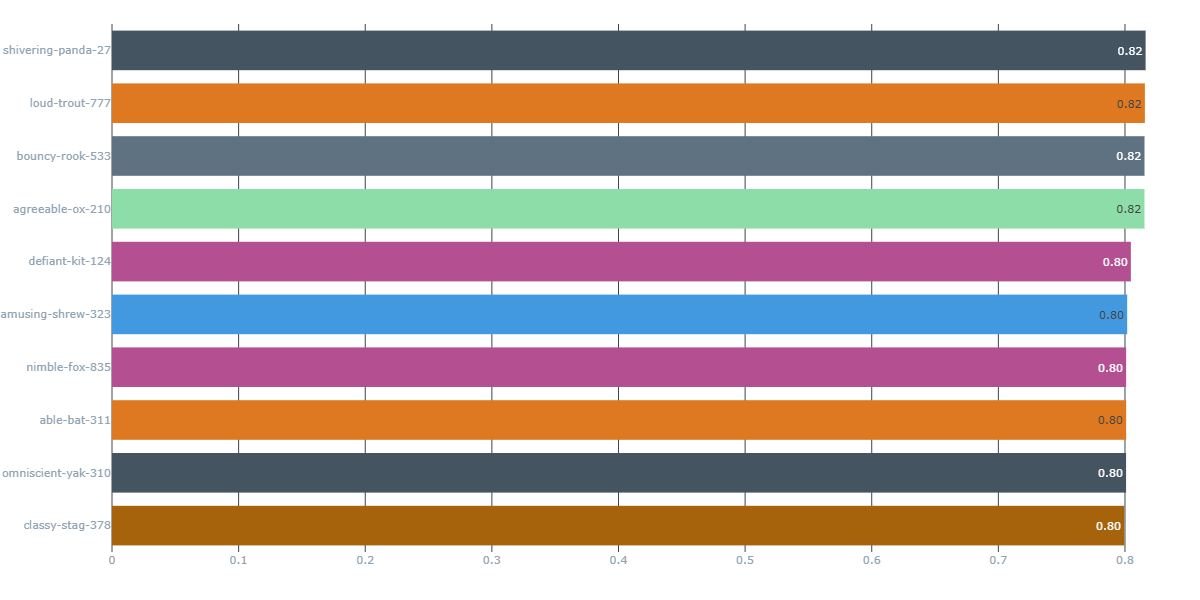 shivering-panda-27 0.82
loud-trout-777 0.82
bouncy-rook-533 0.82
agreeable-ox-210 0.82
defiant-kit-124 0.80
amusing-shrew-323 0.80
nimble-fox-835 0.80
able-bat-311 0.80
omniscient-yak-310 0.80
classy-stag-378 0.80
0 0.1 0.2 0.3 0.4 0.5 0.6 0.7 0.8